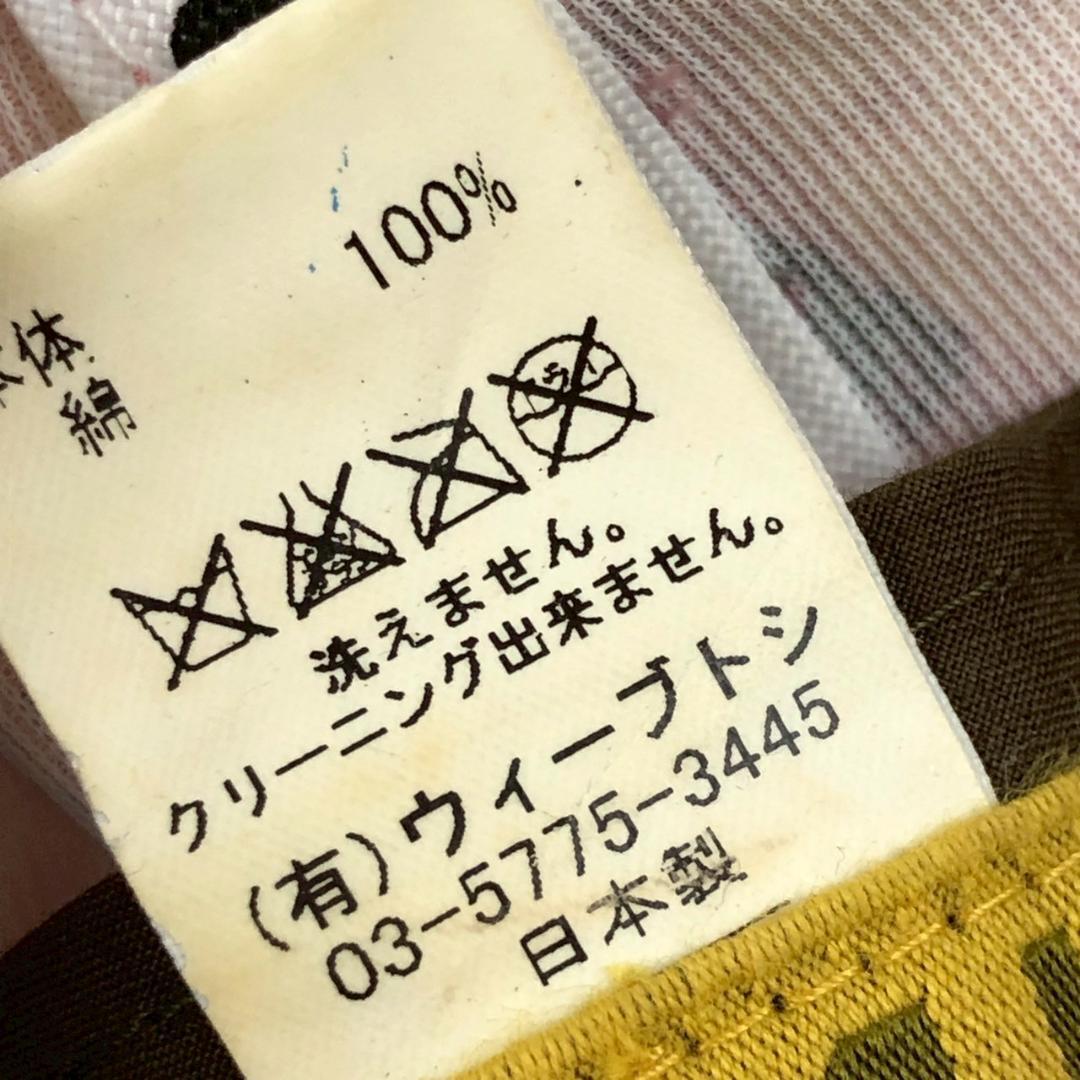 本体
綿 100%
洗えません。
クリーニング出来ません。
(有)ウィーブトシ
03-5775-3445
日本製